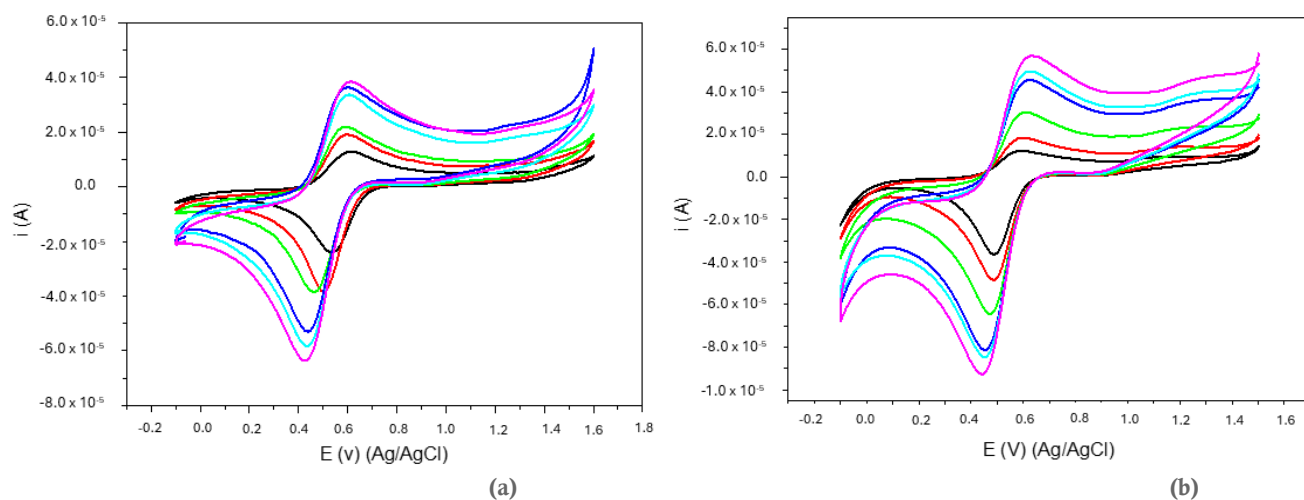 6.0 x 10⁻⁵
4.0 x 10⁻⁵
2.0 x 10⁻⁵
0.0
-2.0 x 10⁻⁵
-4.0 x 10⁻⁵
-6.0 x 10⁻⁵
-8.0 x 10⁻⁵
i (A)
-0.2 0.0 0.2 0.4 0.6 0.8 1.0 1.2 1.4 1.6 1.8
E (v) (Ag/AgCl)
(a)
6.0 x 10⁻⁵
4.0 x 10⁻⁵
2.0 x 10⁻⁵
0.0
-2.0 x 10⁻⁵
-4.0 x 10⁻⁵
-6.0 x 10⁻⁵
-8.0 x 10⁻⁵
-1.0 x 10⁻⁵
i (A)
-0.2 0.0 0.2 0.4 0.6 0.8 1.0 1.2 1.4 1.6
E (V) (Ag/AgCl)
(b)